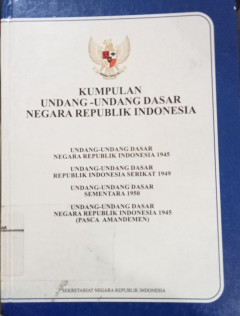 KUMPULAN
UNDANG -UNDANG DASAR
NEGARA REPUBLIK INDONESIA
UNDANG-UNDANG DASAR
NEGARA REPUBLIK INDONESIA 1945
UNDANG-UNDANG DASAR
REPUBLIK INDONESIA SERIKAT 1949
UNDANG-UNDANG DASAR
SEMENTARA 1950
UNDANG-UNDANG DASAR
NEGARA REPUBLIK INDONESIA 1945
(PASCA AMANDEMEN)
SEKRETARIAT NEGARA REPUBLIK INDONESIA